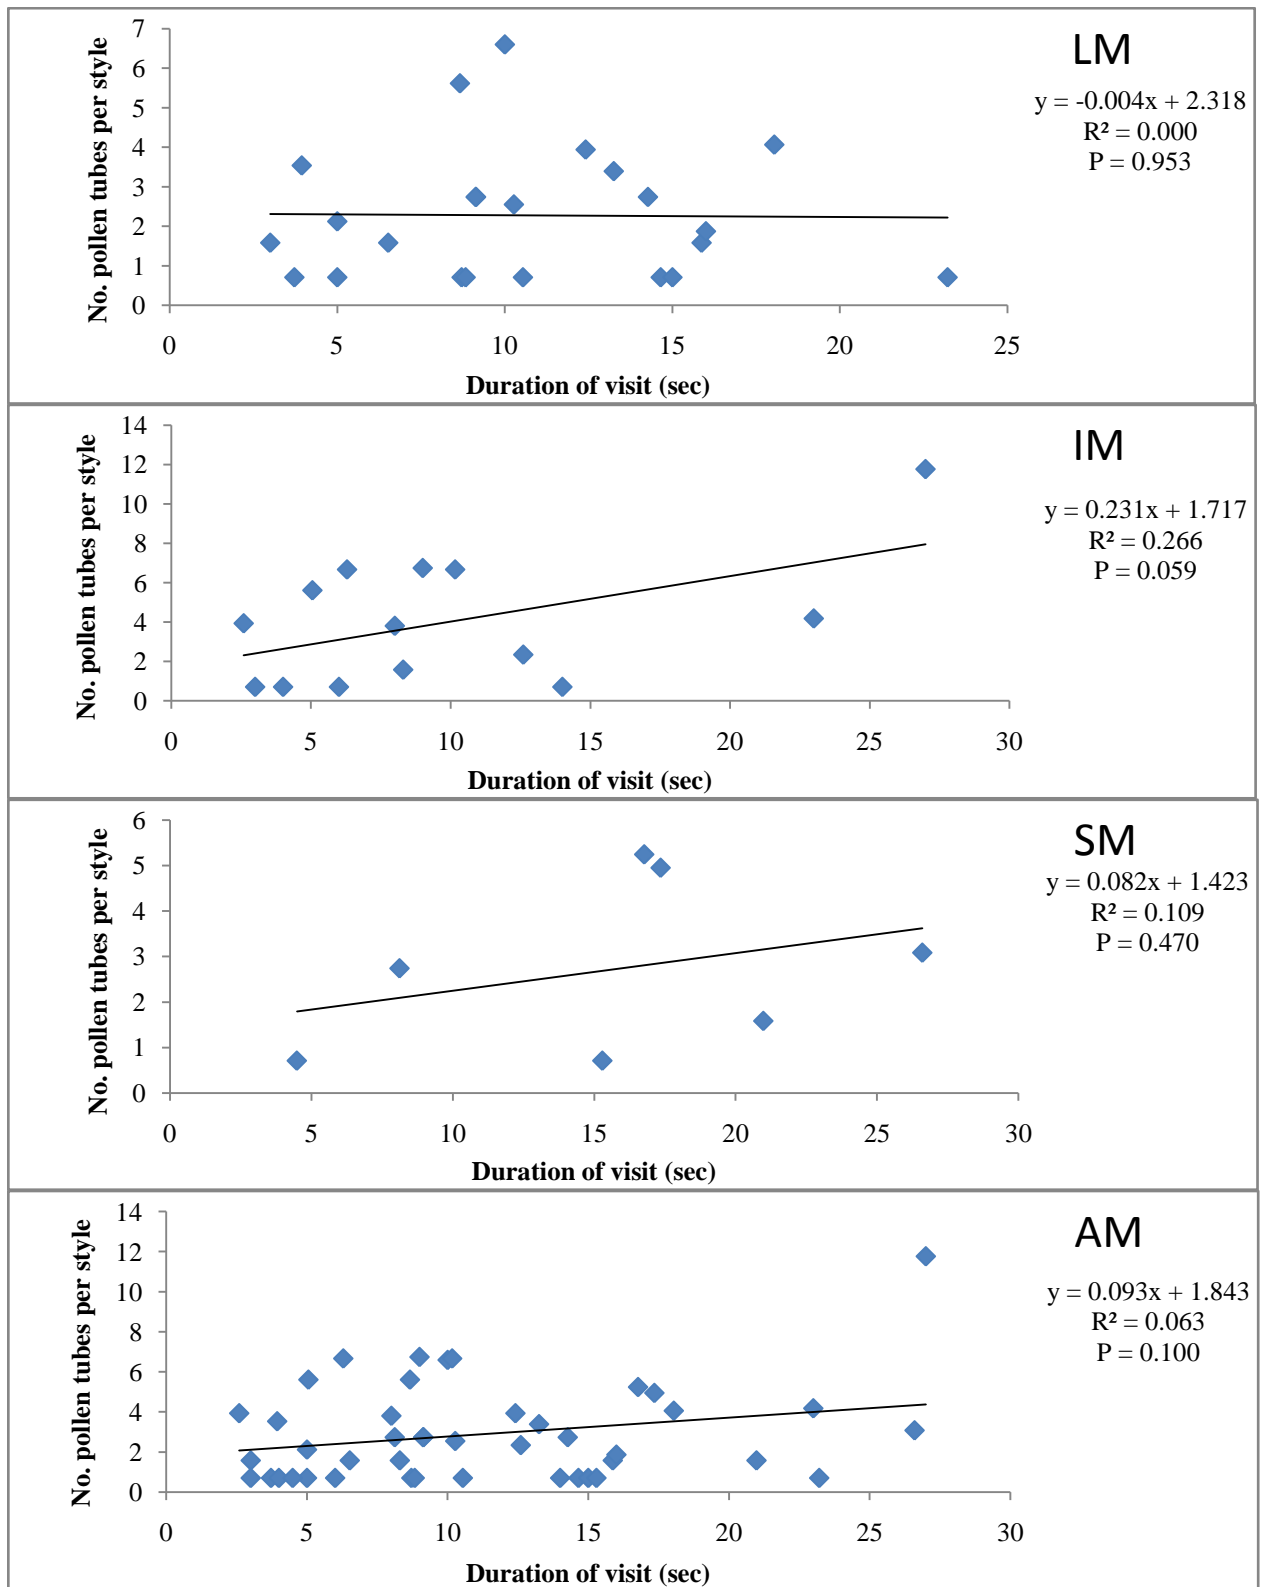 LM
y = -0.004x + 2.318
R² = 0.000
P = 0.953
No. pollen tubes per style
7
6
5
4
3
2
1
0
0 5 10 15 20 25
Duration of visit (sec)
IM
y = 0.231x + 1.717
R² = 0.266
P = 0.059
No. pollen tubes per style
14
12
10
8
6
4
2
0
0 5 10 15 20 25 30
Duration of visit (sec)
SM
y = 0.082x + 1.423
R² = 0.109
P = 0.470
No. pollen tubes per style
6
5
4
3
2
1
0
0 5 10 15 20 25 30
Duration of visit (sec)
AM
y = 0.093x + 1.843
R² = 0.063
P = 0.100
No. pollen tubes per style
14
12
10
8
6
4
2
0
0 5 10 15 20 25 30
Duration of visit (sec)